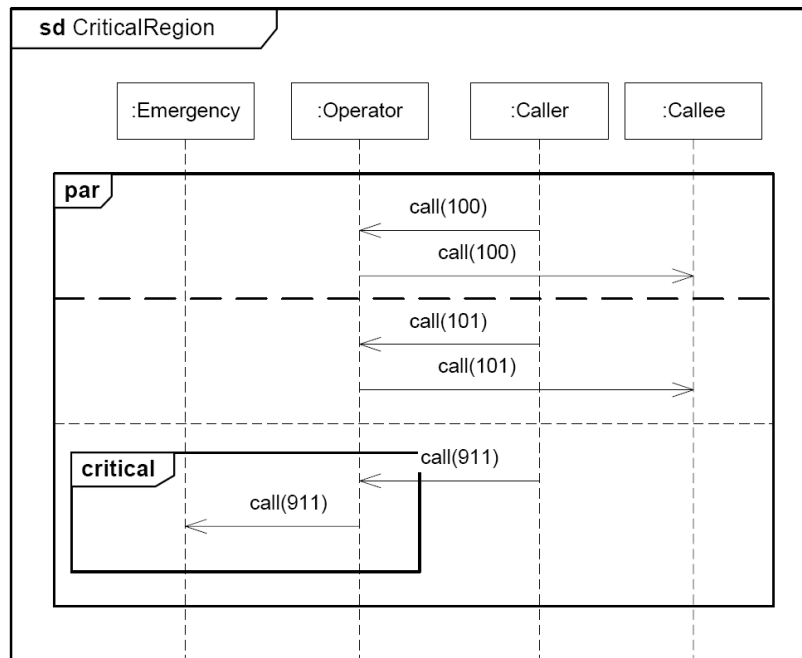 sd CriticalRegion
:Emergency :Operator :Caller :Callee
par
call(100)
call(100)
call(101)
call(101)
critical
call(911)
call(911)